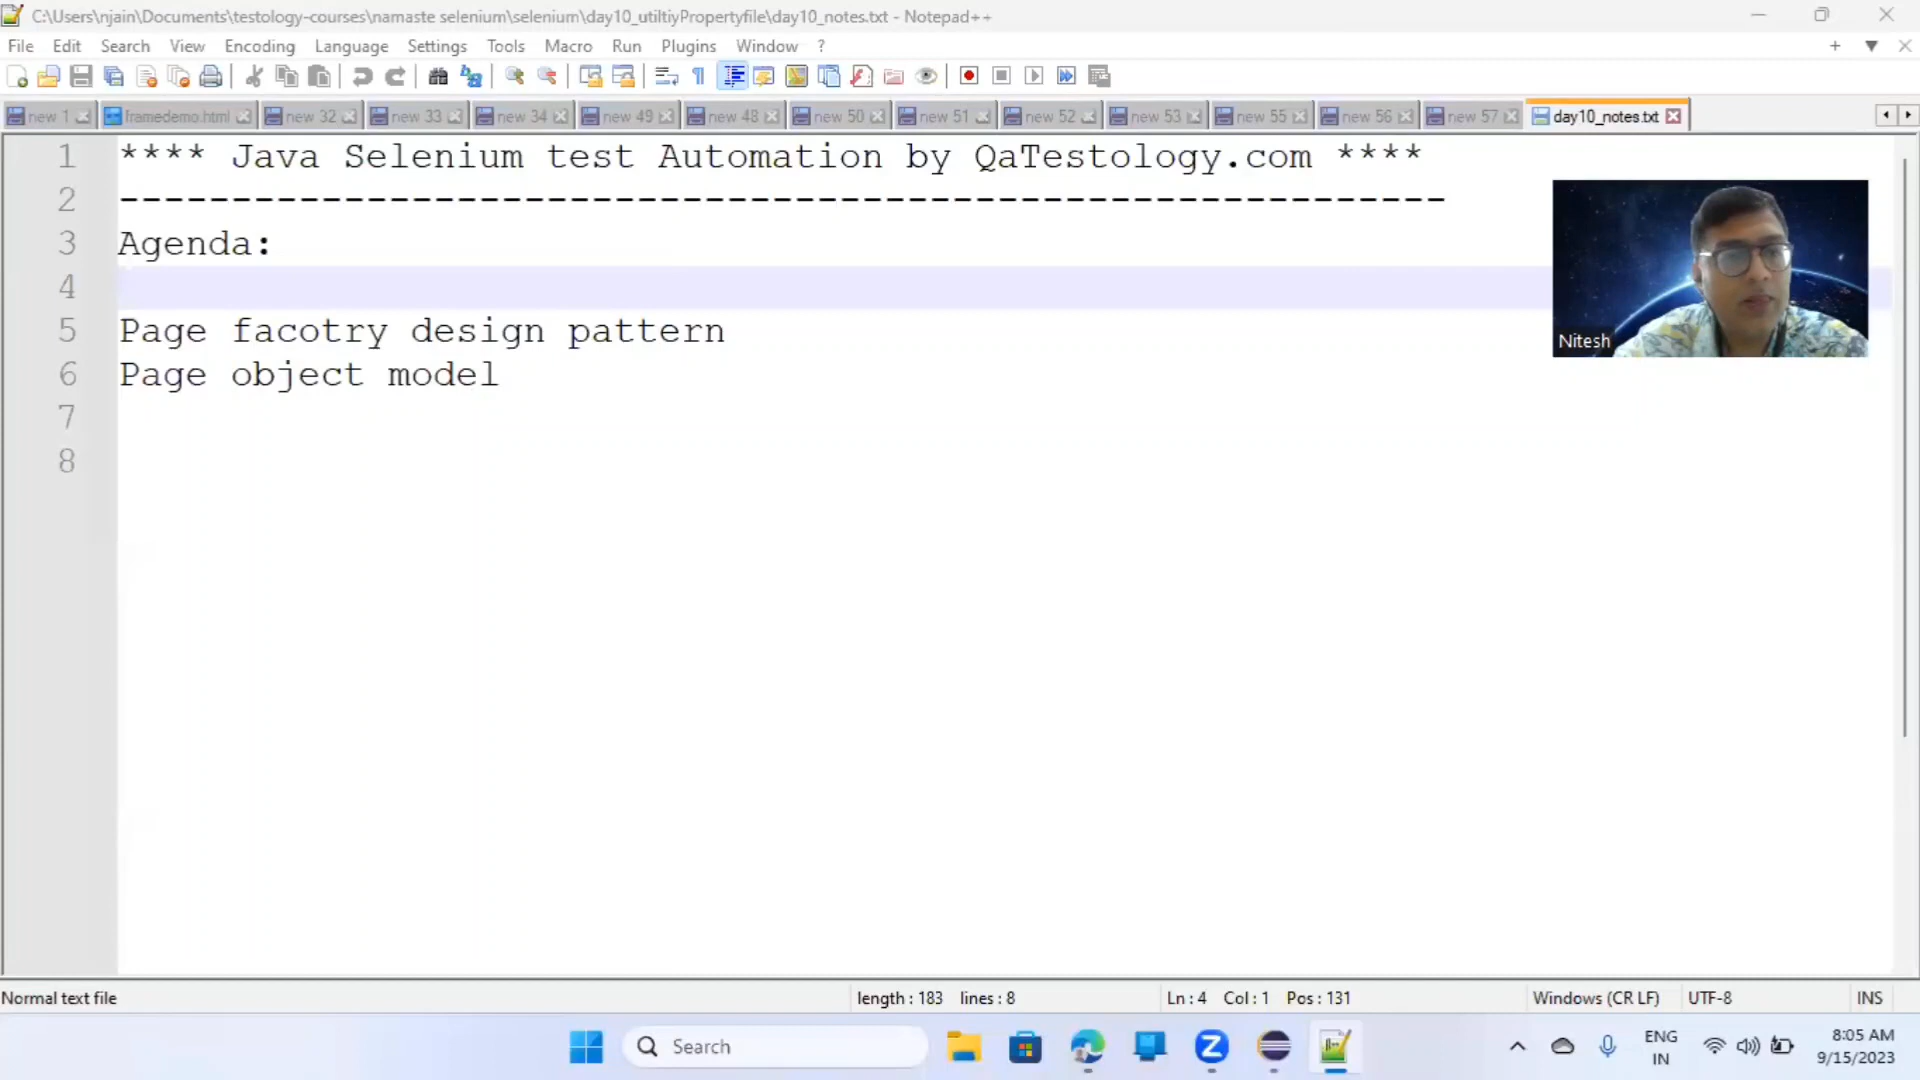 C:\Users\njain\Documents\testology-courses\namaste selenium\selenium\day10_utiltiyPropertyfile\day10_notes.txt - Notepad++
File Edit Search View Encoding Language Settings Tools Macro Run Plugins Window ?
new 1 framedemo.html new 32 new 33 new 34 new 49 new 48 new 50 new 51 new 52 new 53 new 55 new 56 new 57 day10_notes.txt
1 **** Java Selenium test Automation by QaTestology.com ****
2 -----------------------------------------------------------
3 Agenda:
4
5 Page facotry design pattern
6 Page object model
7
8
Nitesh
Normal text file length : 183 lines : 8 Ln : 4 Col : 1 Pos : 131 Windows (CR LF) UTF-8 INS
Search
ENG
IN
8:05 AM
9/15/2023